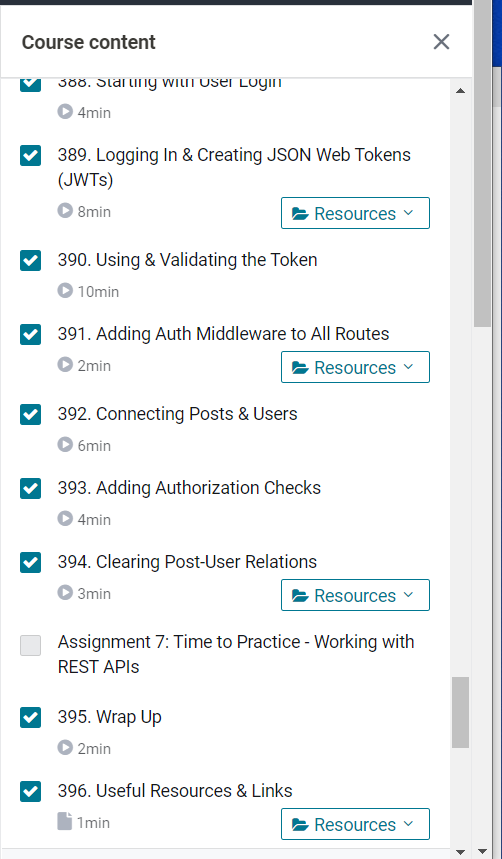 Course content
388. Starting with User Login
4min
389. Logging In & Creating JSON Web Tokens
(JWTs)
8min
Resources
390. Using & Validating the Token
10min
391. Adding Auth Middleware to All Routes
2min
Resources
392. Connecting Posts & Users
6min
393. Adding Authorization Checks
4min
394. Clearing Post-User Relations
3min
Resources
Assignment 7: Time to Practice - Working with
REST APIs
395. Wrap Up
2min
396. Useful Resources & Links
1min
Resources